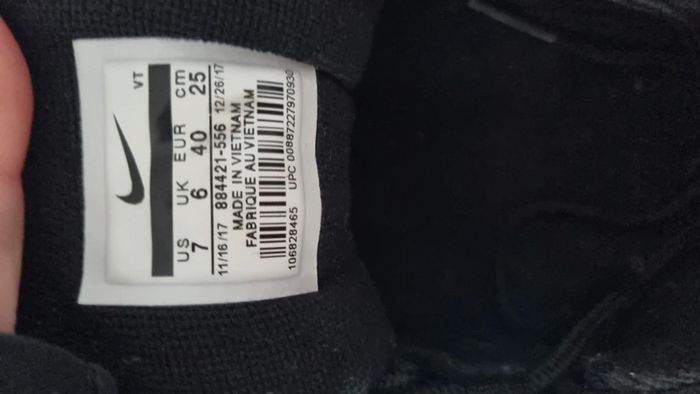 VT
US UK EUR cm
7 6 40 25
11/16/17 884421-556 12/26/17
MADE IN VIETNAM
FABRIQUE AU VIETNAM
106828465 UPC 00887227970930